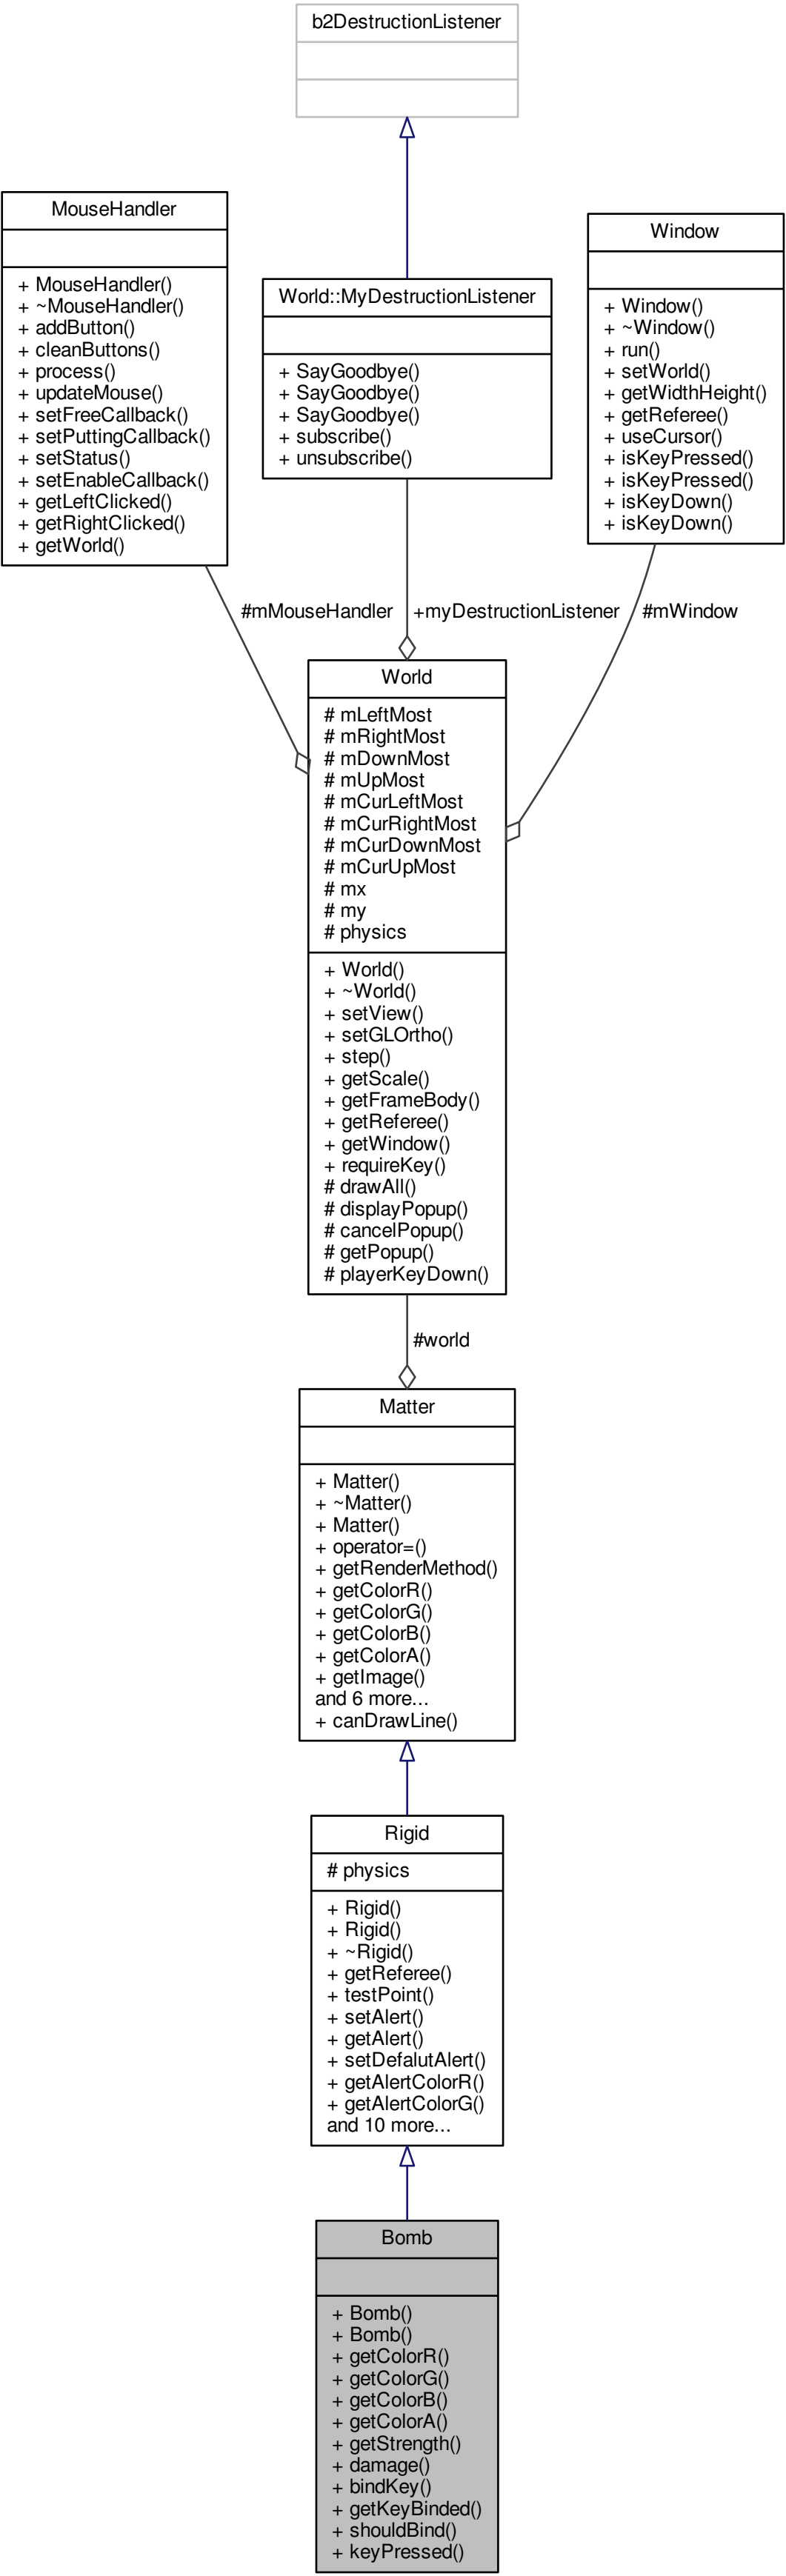 b2DestructionListener
MouseHandler
+ MouseHandler()
+ ~MouseHandler()
+ addButton()
+ cleanButtons()
+ process()
+ updateMouse()
+ setFreeCallback()
+ setPuttingCallback()
+ setStatus()
+ setEnableCallback()
+ getLeftClicked()
+ getRightClicked()
+ getWorld()
World::MyDestructionListener
+ SayGoodbye()
+ SayGoodbye()
+ SayGoodbye()
+ subscribe()
+ unsubscribe()
Window
+ Window()
+ ~Window()
+ run()
+ setWorld()
+ getWidthHeight()
+ getReferee()
+ useCursor()
+ isKeyPressed()
+ isKeyPressed()
+ isKeyDown()
+ isKeyDown()
#mMouseHandler
+myDestructionListener
#mWindow
World
# mLeftMost
# mRightMost
# mDownMost
# mUpMost
# mCurLeftMost
# mCurRightMost
# mCurDownMost
# mCurUpMost
# mx
# my
# physics
+ World()
+ ~World()
+ setView()
+ setGLOrtho()
+ step()
+ getScale()
+ getFrameBody()
+ getReferee()
+ getWindow()
+ requireKey()
# drawAll()
# displayPopup()
# cancelPopup()
# getPopup()
# playerKeyDown()
#world
Matter
+ Matter()
+ ~Matter()
+ Matter()
+ operator=()
+ getRenderMethod()
+ getColorR()
+ getColorG()
+ getColorB()
+ getColorA()
+ getImage()
and 6 more...
+ canDrawLine()
Rigid
# physics
+ Rigid()
+ Rigid()
+ ~Rigid()
+ getReferee()
+ testPoint()
+ setAlert()
+ getAlert()
+ setDefalutAlert()
+ getAlertColorR()
+ getAlertColorG()
and 10 more...
Bomb
+ Bomb()
+ Bomb()
+ getColorR()
+ getColorG()
+ getColorB()
+ getColorA()
+ getStrength()
+ damage()
+ bindKey()
+ getKeyBinded()
+ shouldBind()
+ keyPressed()